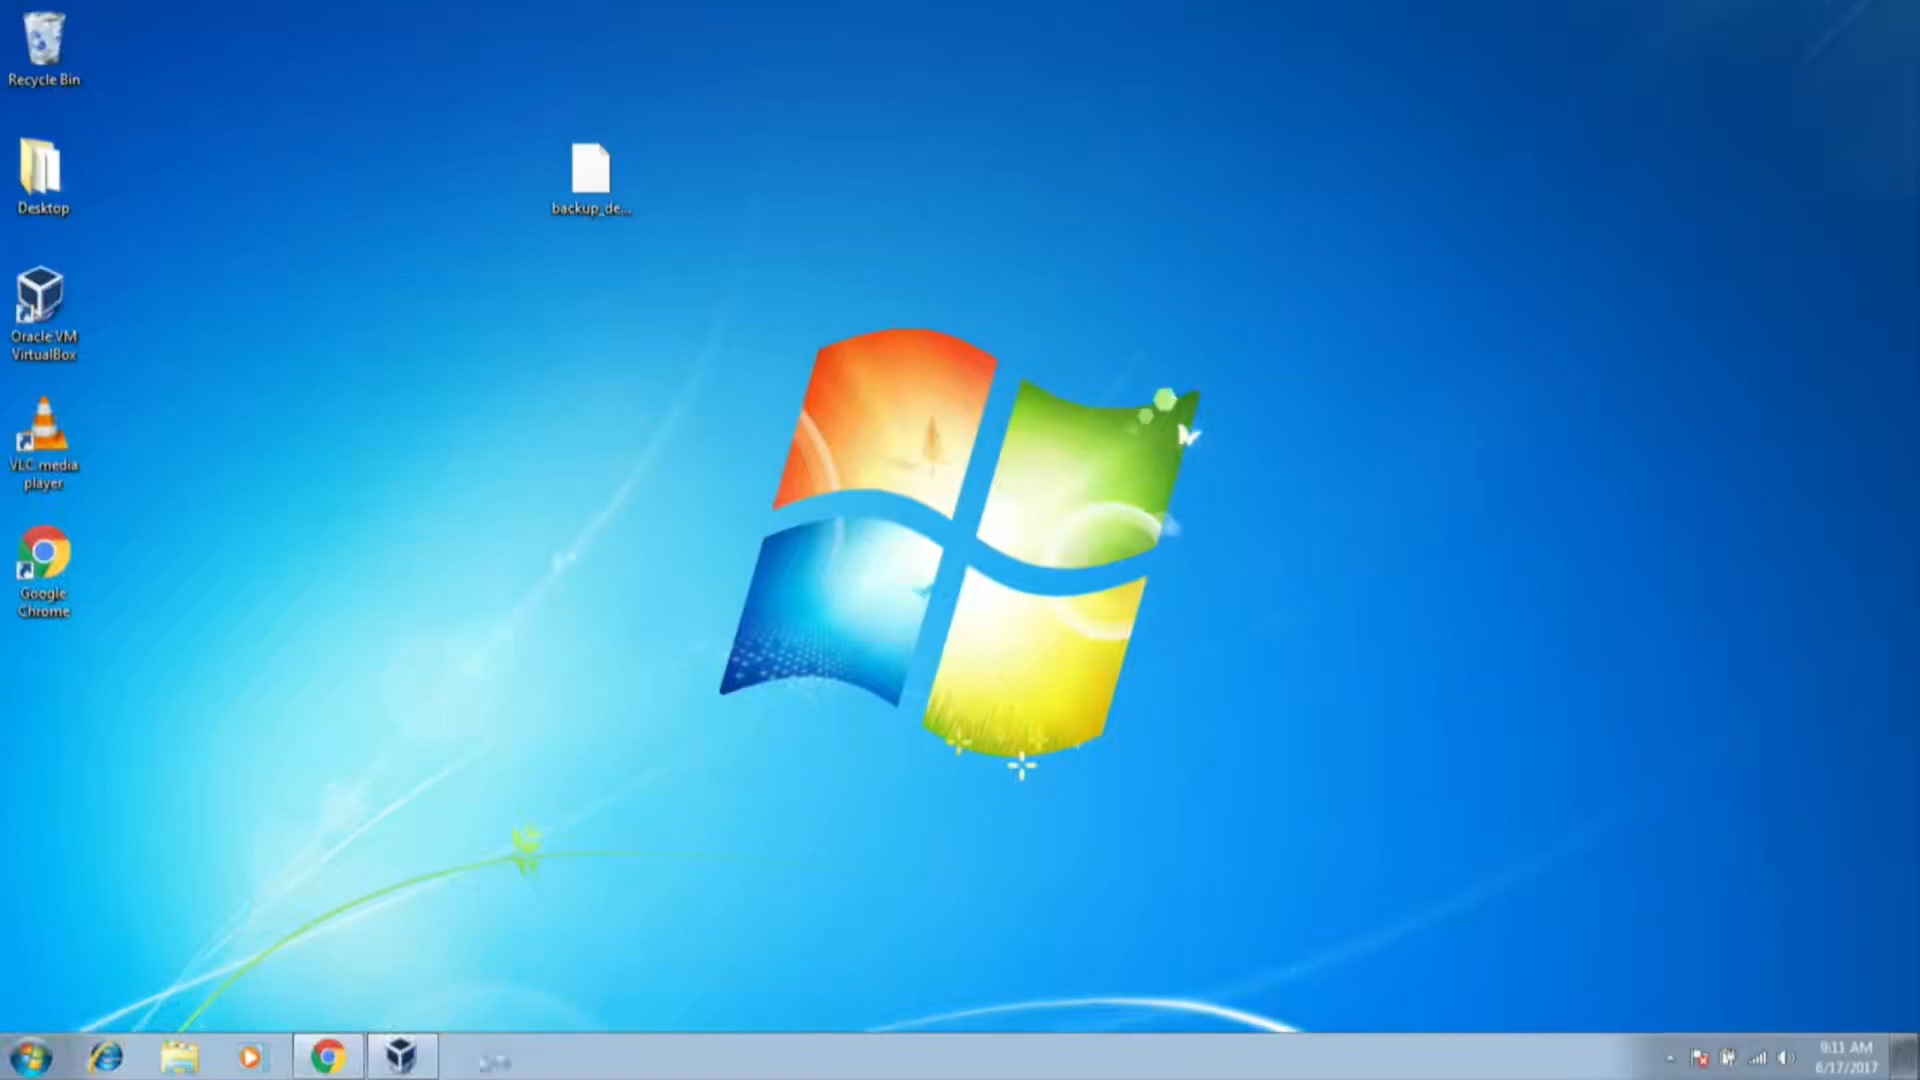 Recycle Bin
Desktop
backup_de...
Oracle VM
VirtualBox
VLC media
player
Google
Chrome
9:11 AM
6/17/2017